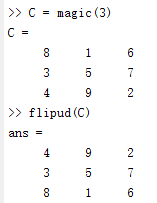 >> C = magic(3)
C =
8 1 6
3 5 7
4 9 2
>> flipud(C)
ans =
4 9 2
3 5 7
8 1 6